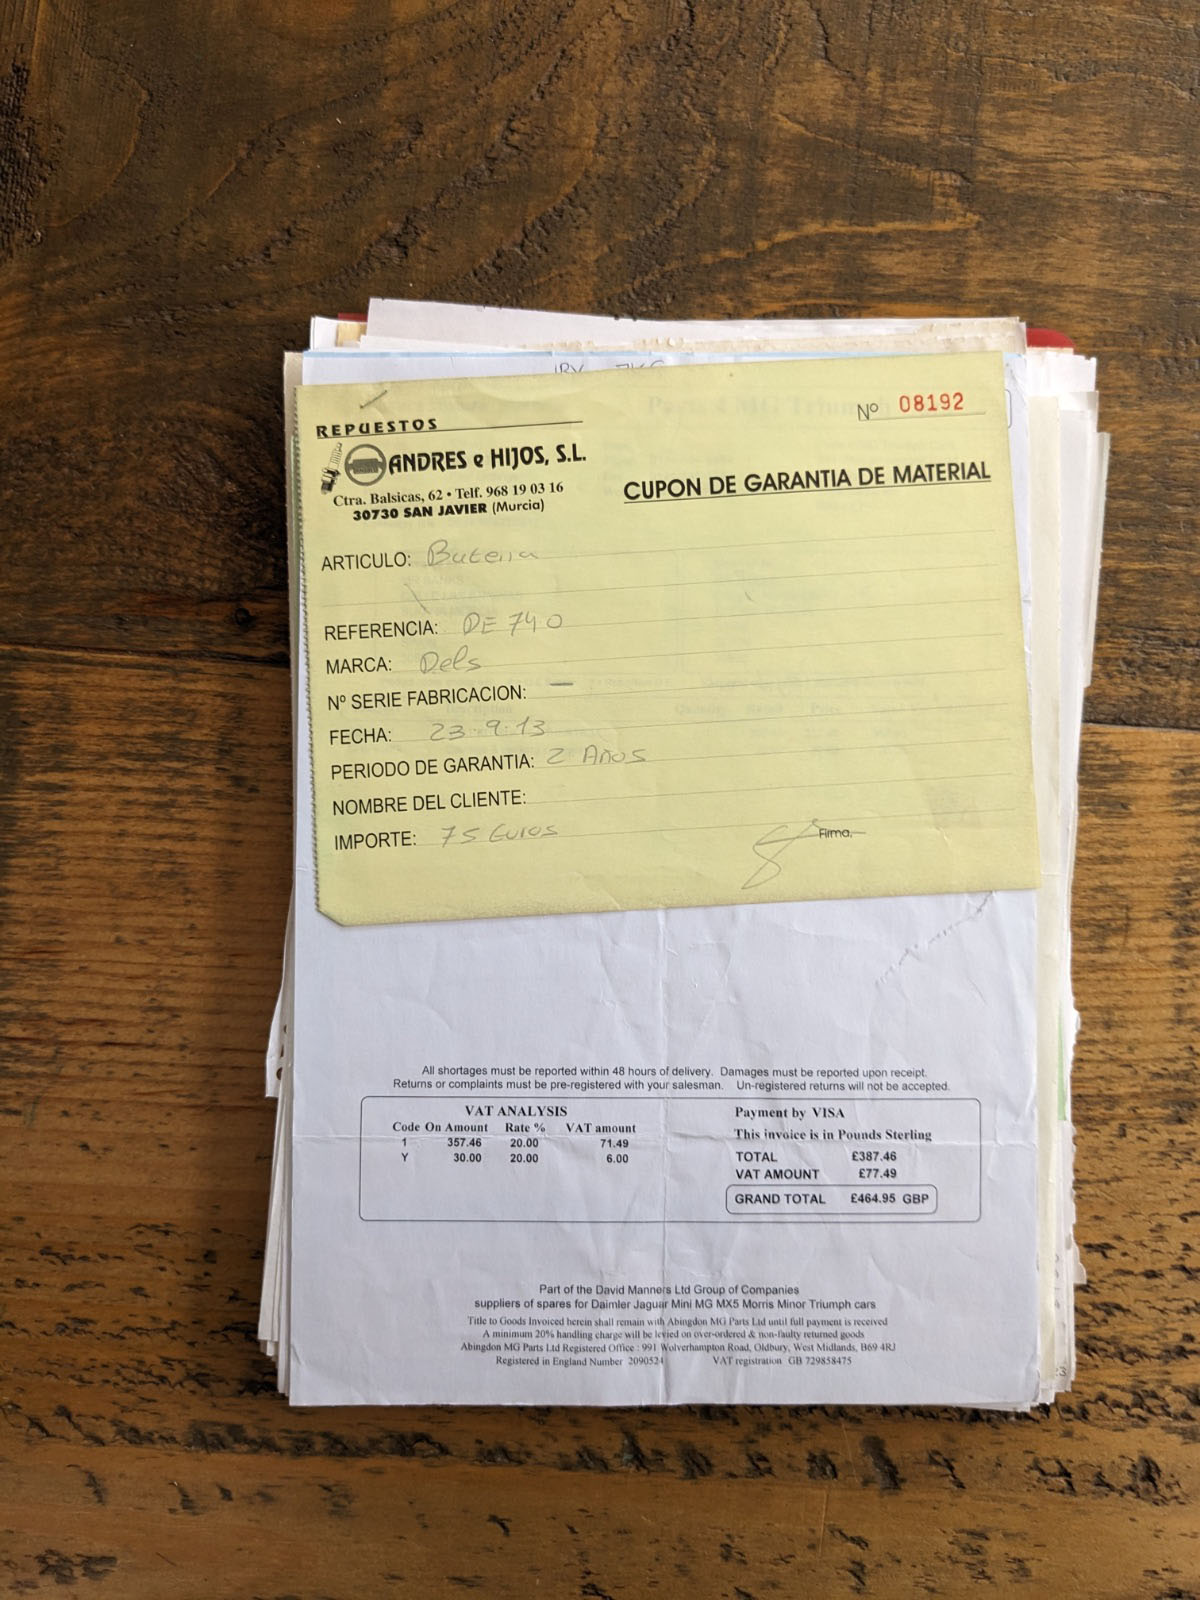 REPUESTOS
Nº 08192
ANDRES e HIJOS, S.L.
Ctra. Balsicas, 62 • Telf. 968 19 03 16
30730 SAN JAVIER (Murcia)
CUPON DE GARANTIA DE MATERIAL
ARTICULO: Bateria
REFERENCIA: DE 740
MARCA: Dels
Nº SERIE FABRICACION: —
FECHA: 23-9-13
PERIODO DE GARANTIA: 2 Años
NOMBRE DEL CLIENTE:
IMPORTE: 75 Euros
Firma,
All shortages must be reported within 48 hours of delivery. Damages must be reported upon receipt.
Returns or complaints must be pre-registered with your salesman. Un-registered returns will not be accepted.
VAT ANALYSIS
Code On Amount Rate % VAT amount
1 357.46 20.00 71.49
Y 30.00 20.00 6.00
Payment by VISA
This invoice is in Pounds Sterling
TOTAL £387.46
VAT AMOUNT £77.49
GRAND TOTAL £464.95 GBP
Part of the David Manners Ltd Group of Companies
suppliers of spares for Daimler Jaguar Mini MG MX5 Morris Minor Triumph cars
Title to Goods Invoiced herein shall remain with Abingdon MG Parts Ltd until full payment is received
A minimum 20% handling charge will be levied on over-ordered & non-faulty returned goods
Abingdon MG Parts Ltd Registered Office : 991 Wolverhampton Road, Oldbury, West Midlands, B69 4RJ
Registered in England Number 2090524 VAT registration GB 729858475